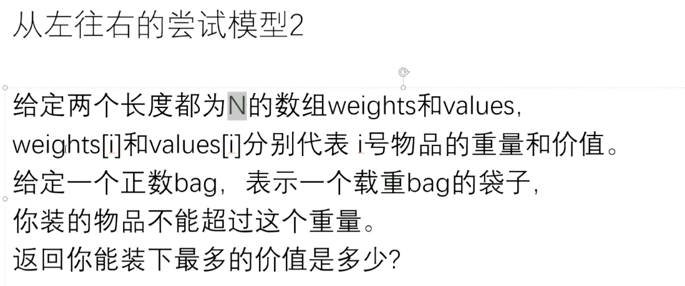 从左往右的尝试模型2
给定两个长度都为N的数组weights和values，
weights[i]和values[i]分别代表 i号物品的重量和价值。
给定一个正数bag，表示一个载重bag的袋子，
你装的物品不能超过这个重量。
返回你能装下最多的价值是多少？